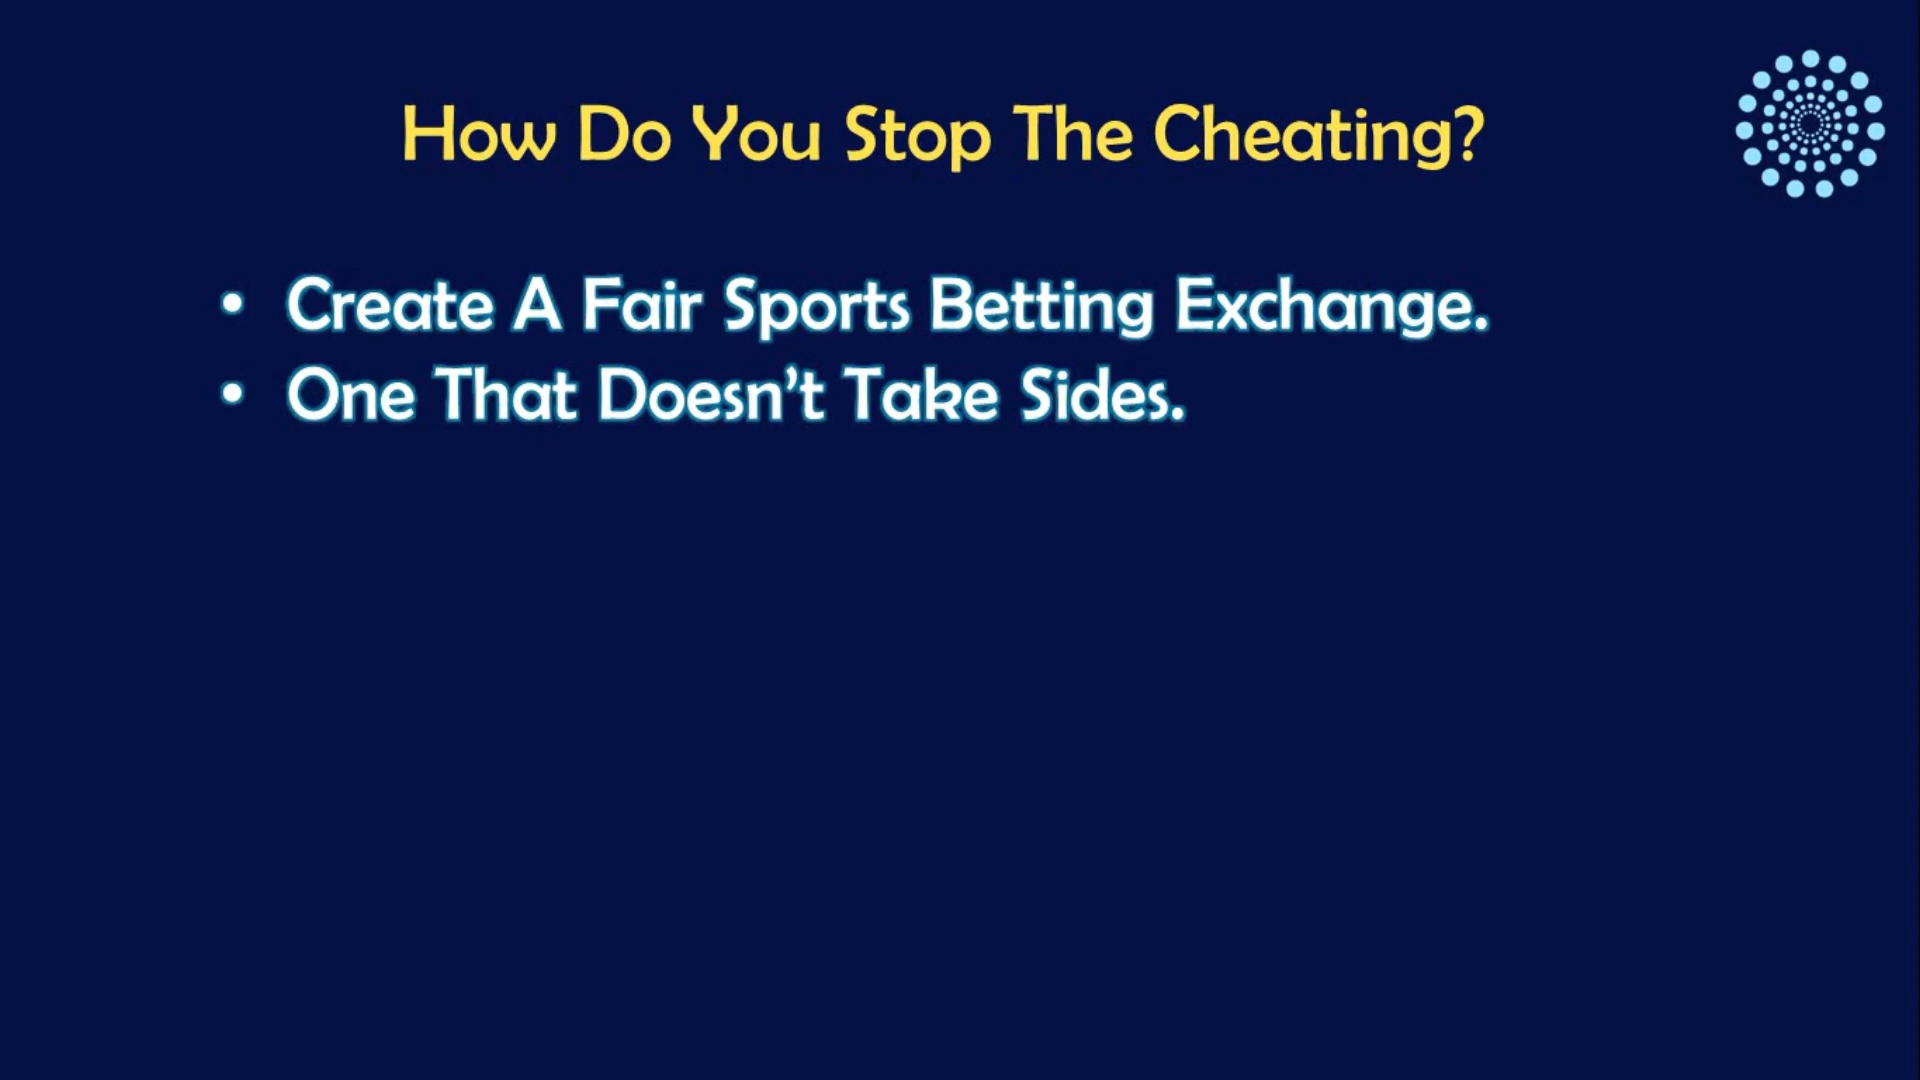 How Do You Stop The Cheating?
• Create A Fair Sports Betting Exchange.
• One That Doesn’t Take Sides.